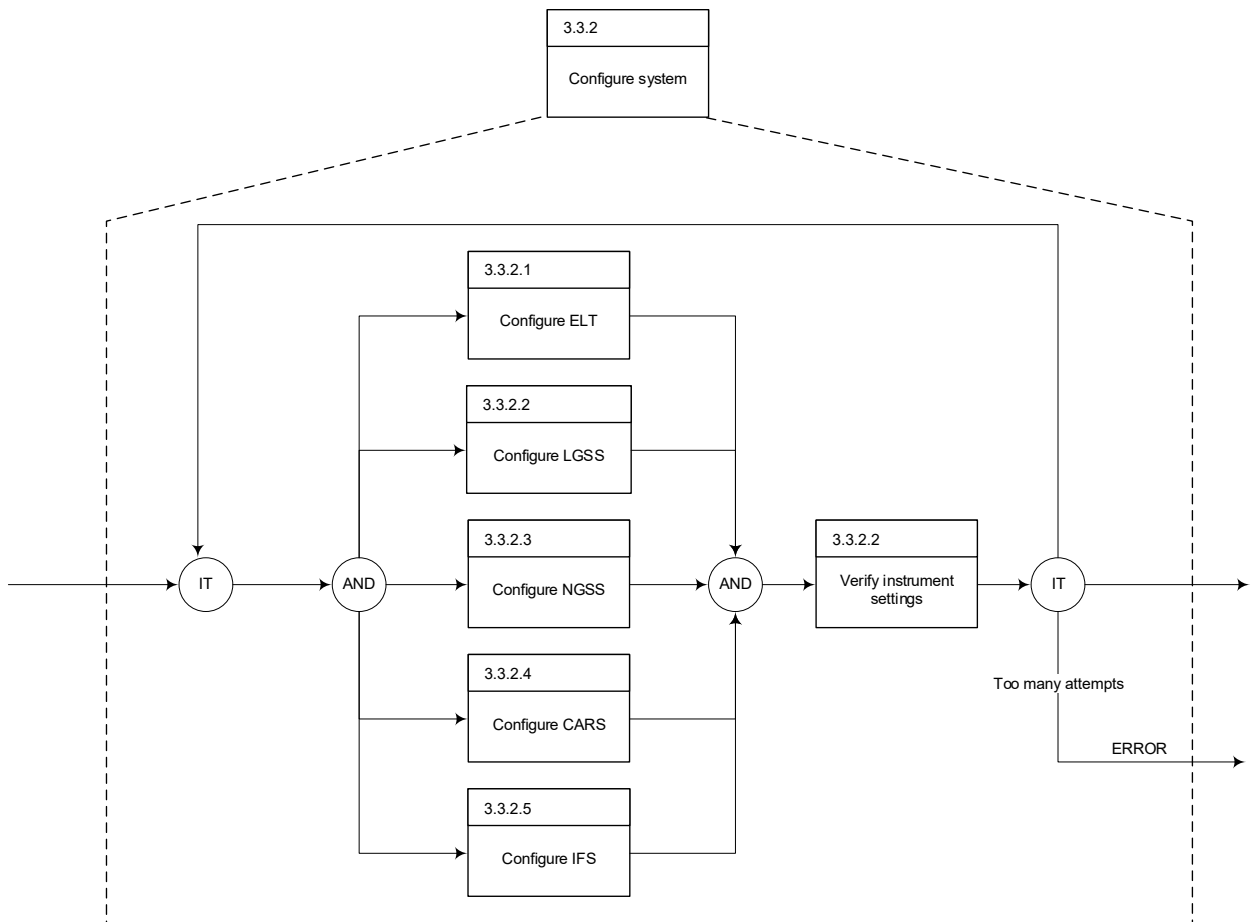 3.3.2
Configure system
3.3.2.1
Configure ELT
3.3.2.2
Configure LGSS
3.3.2.3
Configure NGSS
3.3.2.2
Verify instrument
settings
IT
AND
AND
IT
3.3.2.4
Configure CARS
Too many attempts
ERROR
3.3.2.5
Configure IFS